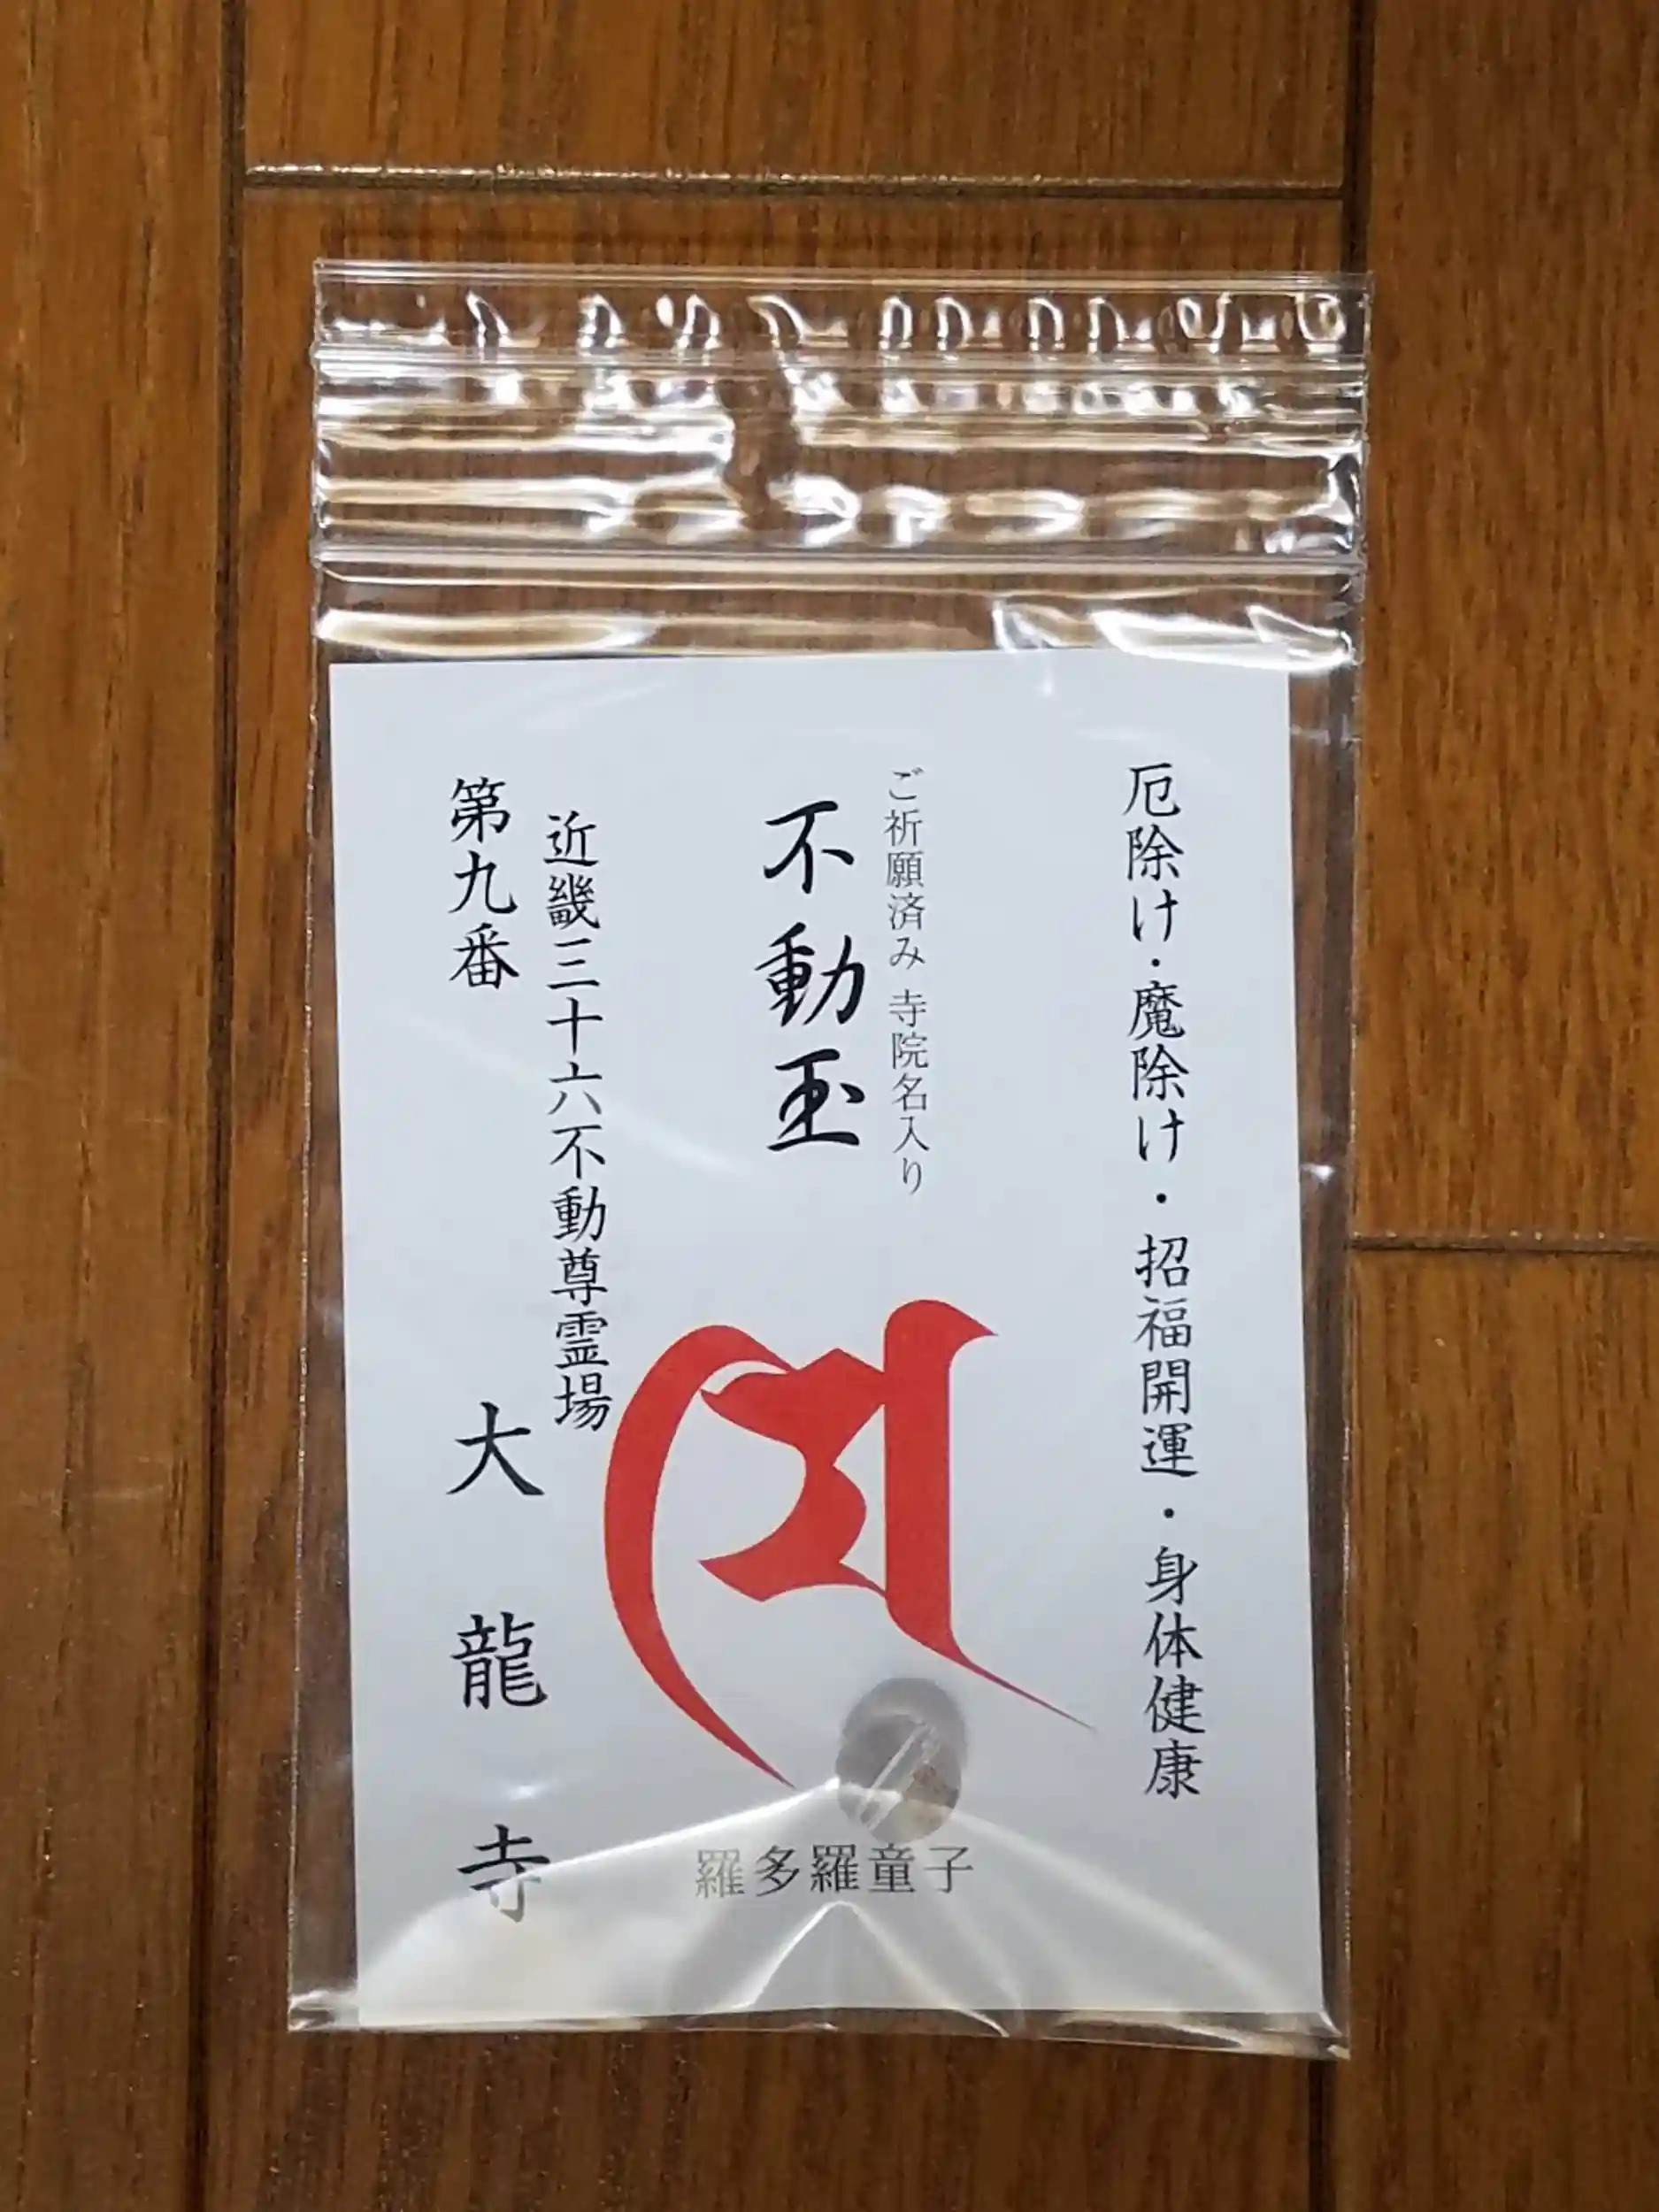 厄除け・魔除け・招福開運・身体健康
ご祈願済み 寺院名入り
不動玉
近畿三十六不動尊霊場
第九番
大龍寺
羅多羅童子